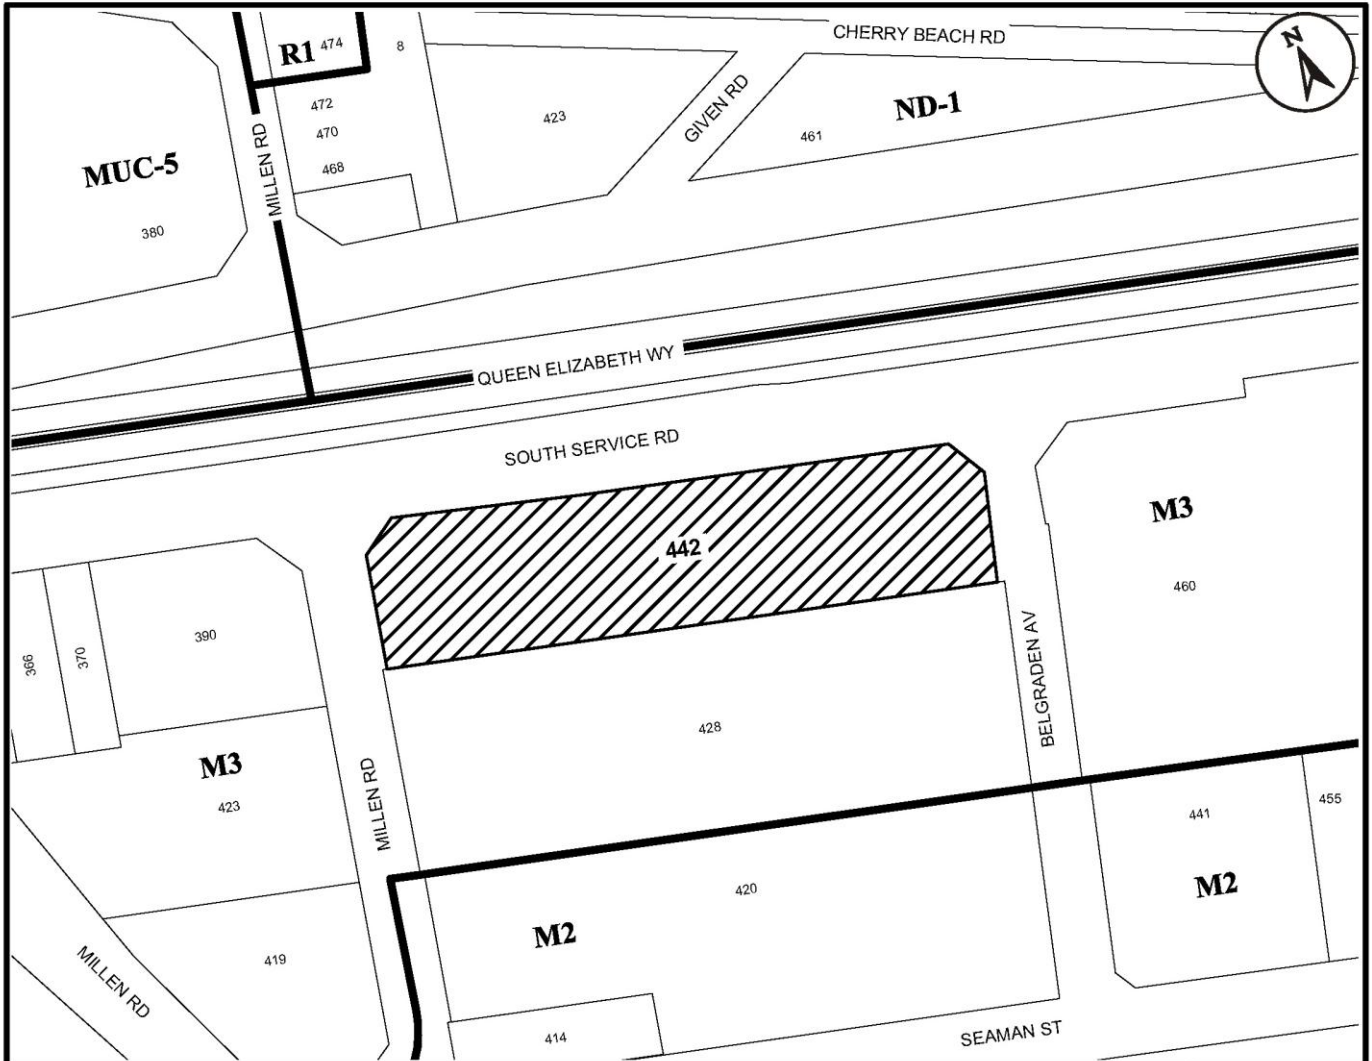 CHERRY BEACH RD
N
R1
474
8
472
GIVEN RD
ND-1
423
461
470
MILLEN RD
468
MUC-5
380
QUEEN ELIZABETH WY
SOUTH SERVICE RD
442
M3
460
390
366
370
BELGRADEN AV
428
M3
423
MILLEN RD
441
455
420
M2
M2
419
MILLEN RD
414
SEAMAN ST